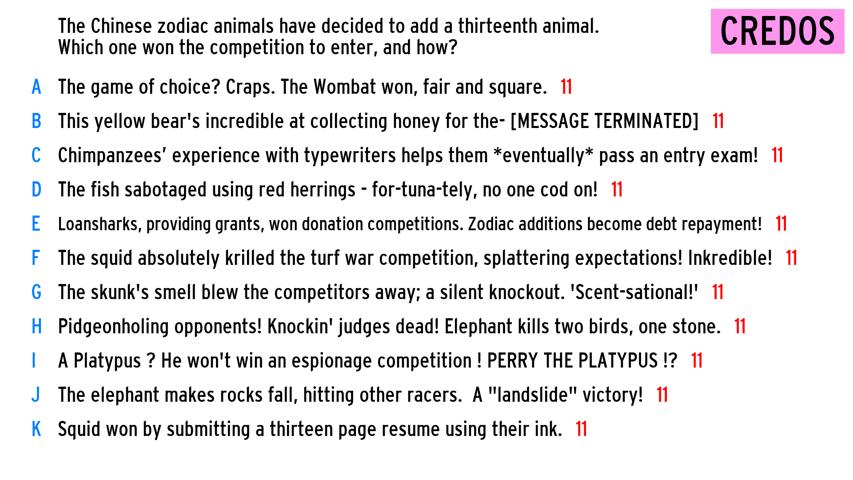 The Chinese zodiac animals have decided to add a thirteenth animal.
Which one won the competition to enter, and how?
CREDOS
A The game of choice? Craps. The Wombat won, fair and square. 11
B This yellow bear's incredible at collecting honey for the- [MESSAGE TERMINATED] 11
C Chimpanzees’ experience with typewriters helps them *eventually* pass an entry exam! 11
D The fish sabotaged using red herrings - for-tuna-tely, no one cod on! 11
E Loansharks, providing grants, won donation competitions. Zodiac additions become debt repayment! 11
F The squid absolutely krilled the turf war competition, splattering expectations! Inkredible! 11
G The skunk's smell blew the competitors away; a silent knockout. 'Scent-sational!' 11
H Pidgeonholing opponents! Knockin' judges dead! Elephant kills two birds, one stone. 11
I A Platypus ? He won't win an espionage competition ! PERRY THE PLATYPUS !? 11
J The elephant makes rocks fall, hitting other racers. A "landslide" victory! 11
K Squid won by submitting a thirteen page resume using their ink. 11